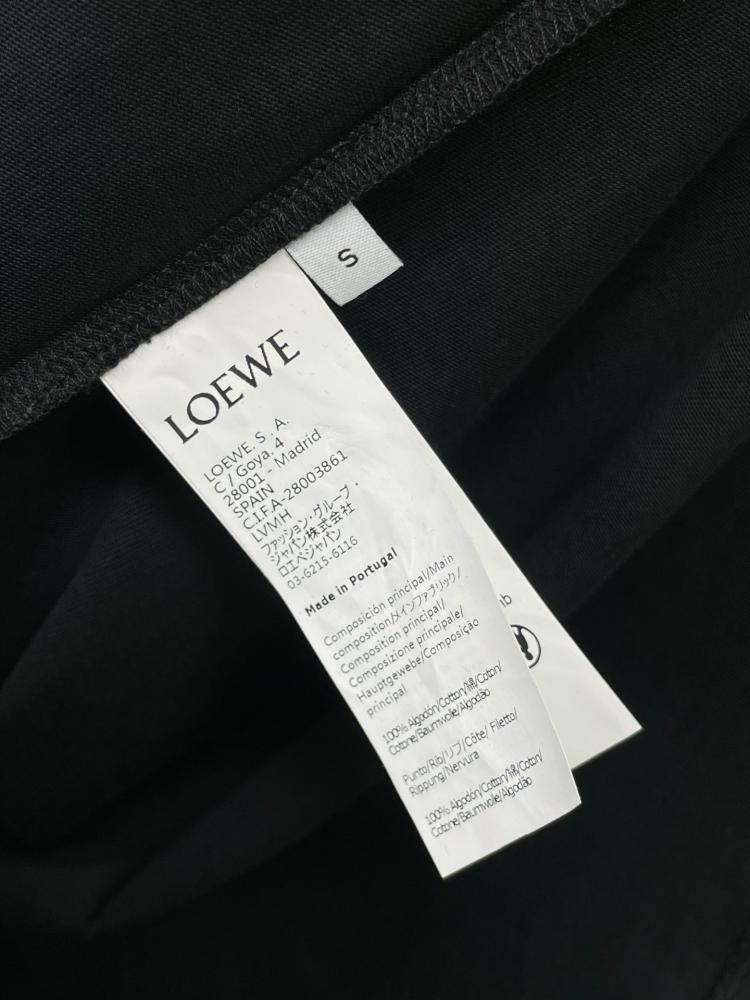 S
LOEWE
LOEWE. S . A.
C / Goya. 4
28001 - Madrid
SPAIN
C.I.F.A-28003861
LVMH
ファッション・グループ・
ジャパン株式会社
ロエベジャパン
03-6215-6116
Made in Portugal
Composición principal/Main
composition/メインファブリック/
Composition principal/
Composizione principale/
Hauptgewebe/Composição
principal
100% Algodón/Cotton/綿/Coton/
Cotone/Baumwolle/Algodão
Punto/Rib/リブ/Côte/ Filetto/
Rippung/Nervura
100% Algodón/Cotton/綿/Coton/
Cotone/Baumwolle/Algodão